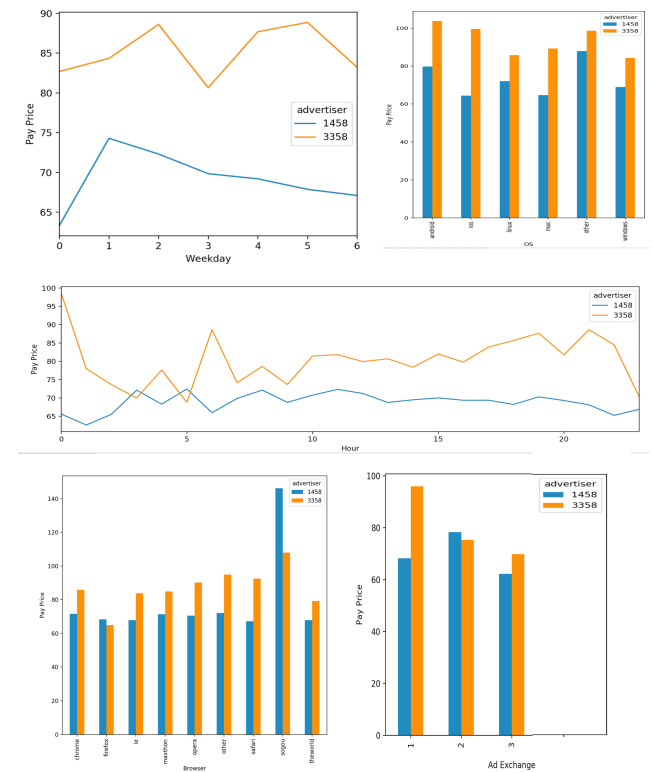 advertiser
1458
3358
90
85
80
75
70
65
Pay Price
0 1 2 3 4 5 6
Weekday
advertiser
1458
3358
100
80
60
40
20
0
Pay Price
android ios linux mac other windows
OS
advertiser
1458
3358
100
95
90
85
80
75
70
65
Pay Price
0 5 10 15 20
Hour
advertiser
1458
3358
140
120
100
80
60
40
20
0
Pay Price
chrome firefox ie maxthon opera other safari sogou theworld
Browser
advertiser
1458
3358
100
80
60
40
20
0
Pay Price
1 2 3
Ad Exchange